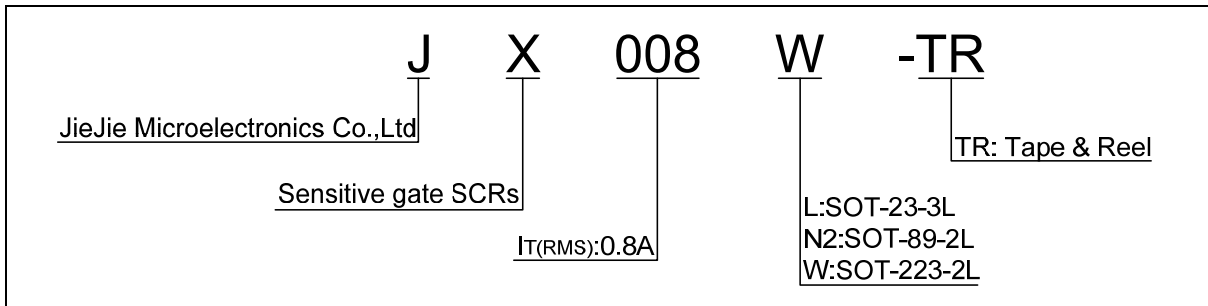 J X 008 W -TR
JieJie Microelectronics Co.,Ltd
TR: Tape & Reel
Sensitive gate SCRs
IT(RMS):0.8A
L:SOT-23-3L
N2:SOT-89-2L
W:SOT-223-2L